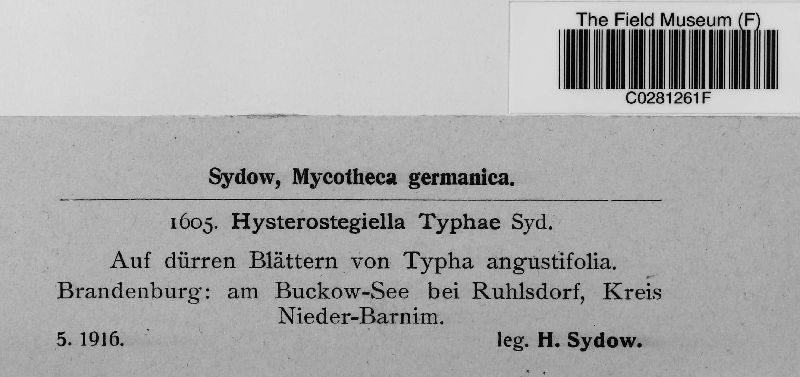 The Field Museum (F)
C0281261F
Sydow, Mycotheca germanica.
1605. Hysterostegiella Typhae Syd.
Auf dürren Blättern von Typha angustifolia.
Brandenburg: am Buckow-See bei Ruhlsdorf, Kreis
Nieder-Barnim.
5. 1916. leg. H. Sydow.